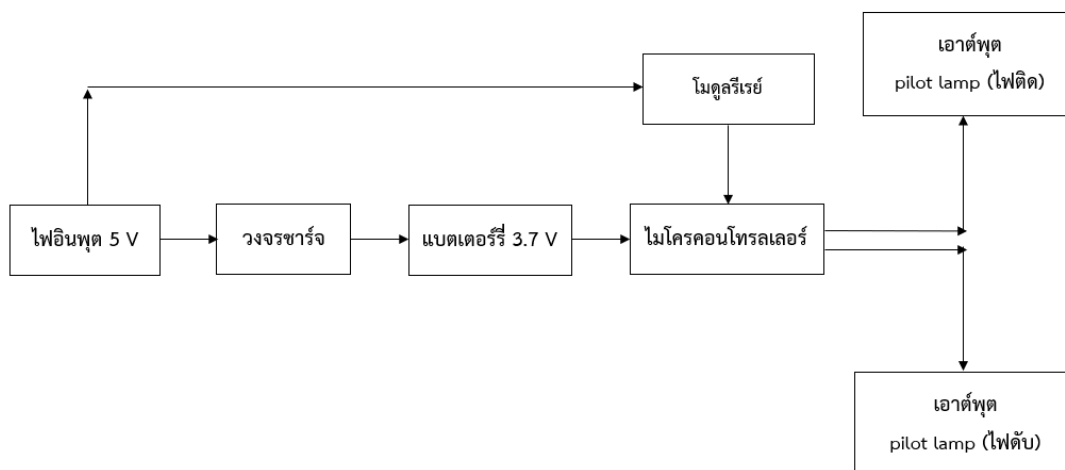 เอาต์พุต
pilot lamp (ไฟติด)
โมดูลรีเรย์
ไฟอินพุต 5 V
วงจรชาร์จ
แบตเตอร์รี่ 3.7 V
ไมโครคอนโทรลเลอร์
เอาต์พุต
pilot lamp (ไฟดับ)